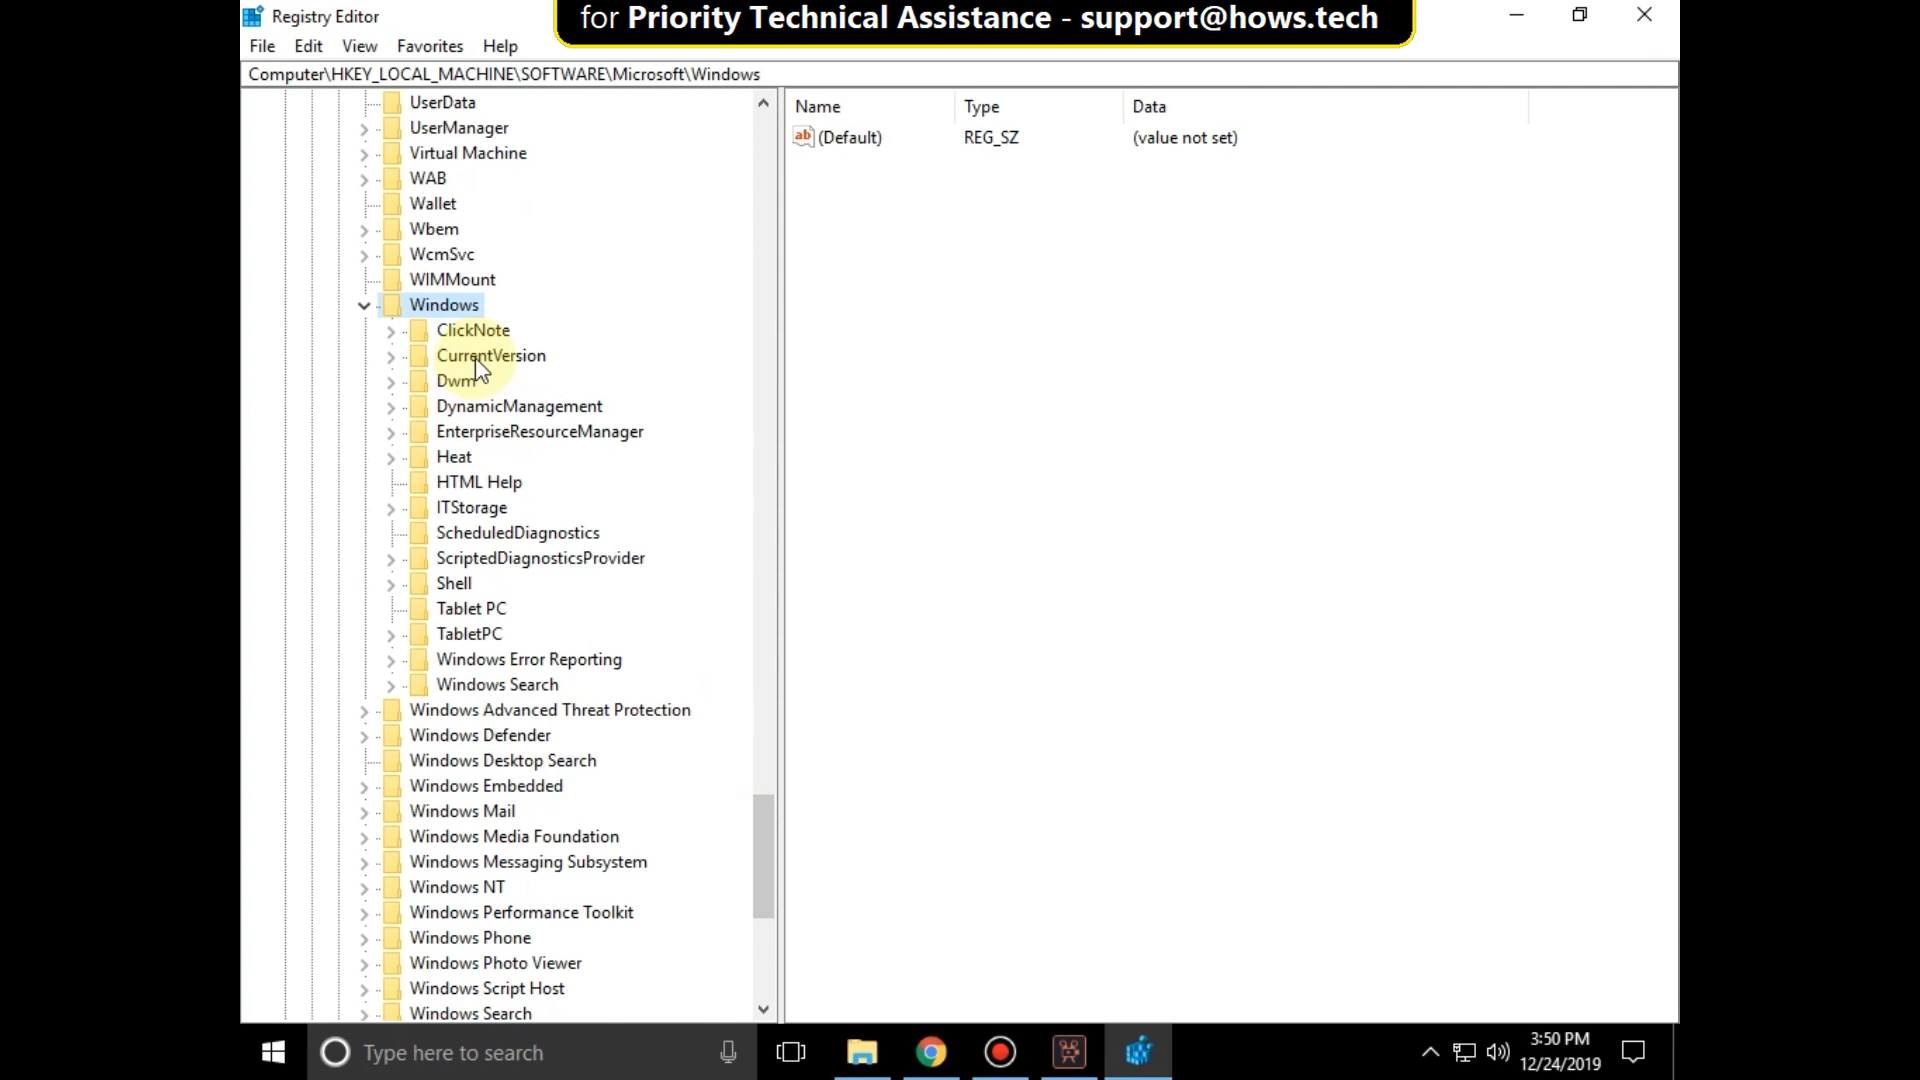 for Priority Technical Assistance - support@hows.tech
Registry Editor
File Edit View Favorites Help
Computer\HKEY_LOCAL_MACHINE\SOFTWARE\Microsoft\Windows
Name Type Data
ab (Default) REG_SZ (value not set)
UserData
UserManager
Virtual Machine
WAB
Wallet
Wbem
WcmSvc
WIMMount
Windows
ClickNote
CurrentVersion
Dwm
DynamicManagement
EnterpriseResourceManager
Heat
HTML Help
ITStorage
ScheduledDiagnostics
ScriptedDiagnosticsProvider
Shell
Tablet PC
TabletPC
Windows Error Reporting
Windows Search
Windows Advanced Threat Protection
Windows Defender
Windows Desktop Search
Windows Embedded
Windows Mail
Windows Media Foundation
Windows Messaging Subsystem
Windows NT
Windows Performance Toolkit
Windows Phone
Windows Photo Viewer
Windows Script Host
Windows Search
Type here to search
3:50 PM
12/24/2019